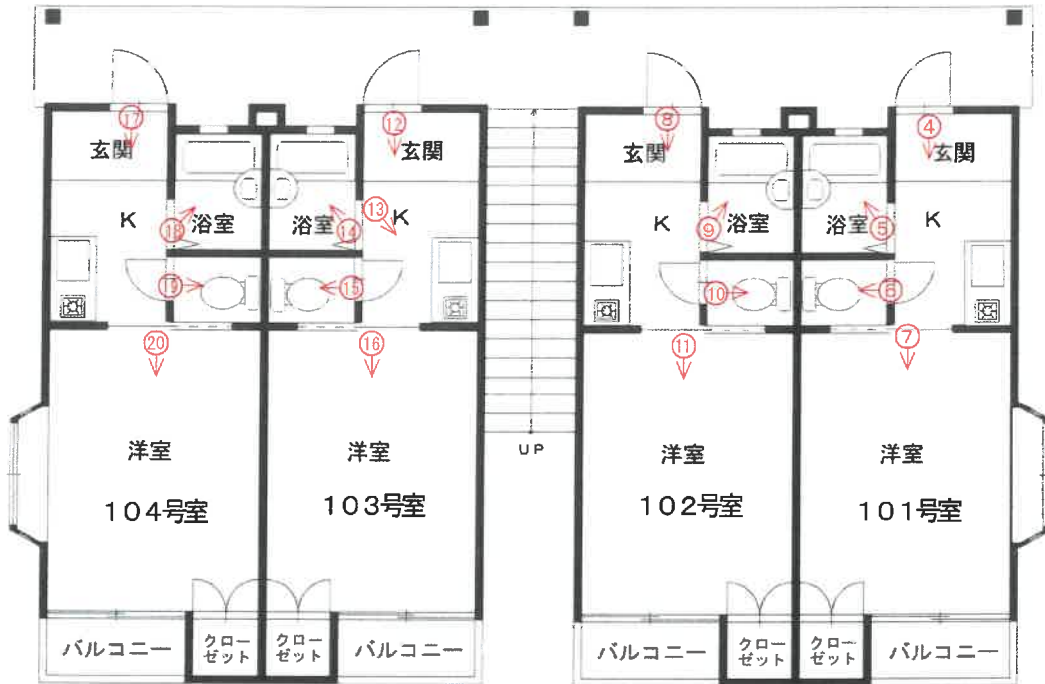 ⑰ ⑫ ⑧ ④
玄関 玄関 玄関 玄関
K ⑱ 浴室 浴室 ⑭ ⑬ K K ⑨ 浴室 浴室 ⑤ K
⑲ ⑮ ⑩ ⑥
⑳ ⑯ ⑪ ⑦
UP
洋室 洋室 洋室 洋室
104号室 103号室 102号室 101号室
バルコニー クローゼット クローゼット バルコニー バルコニー クローゼット クローゼット バルコニー